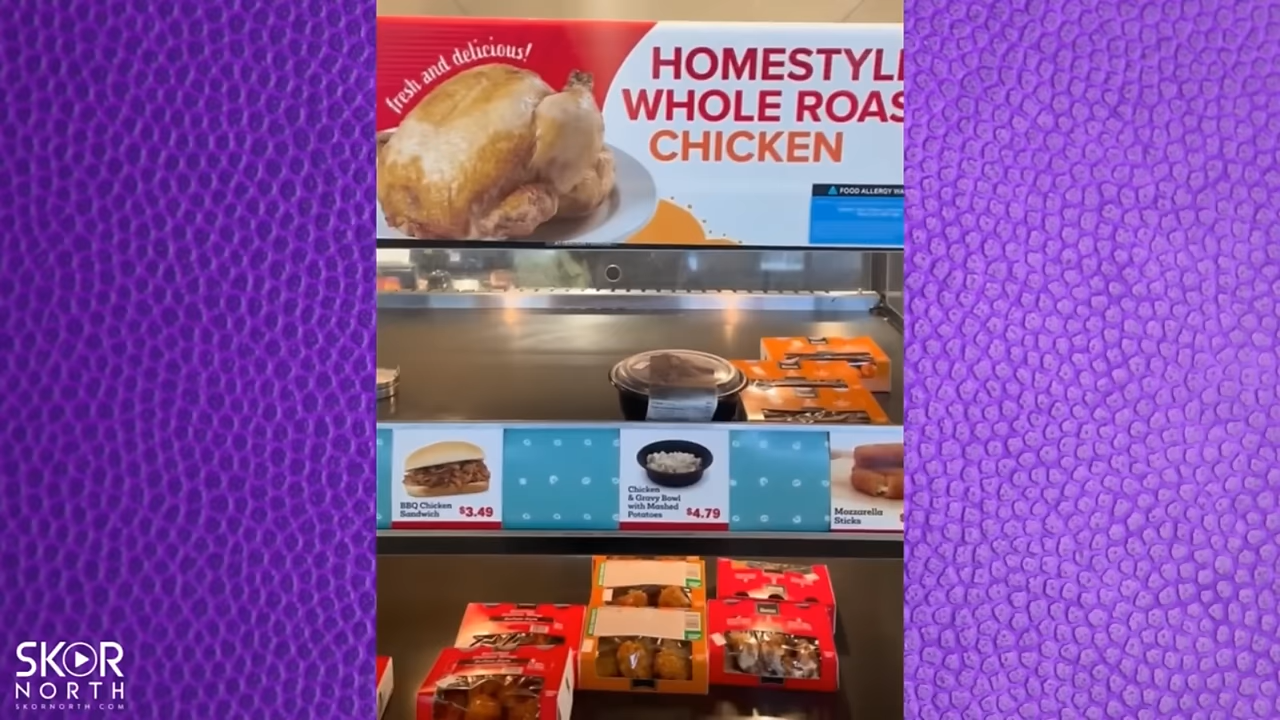 fresh and delicious!
HOMESTYL
WHOLE ROAS
CHICKEN
FOOD ALLERGY WA
BBQ Chicken
Sandwich
$3.49
Chicken
& Gravy Bowl
with Mashed
Potatoes
$4.79
Mozzarella
Sticks
SKOR
NORTH
SKORNORTH.COM